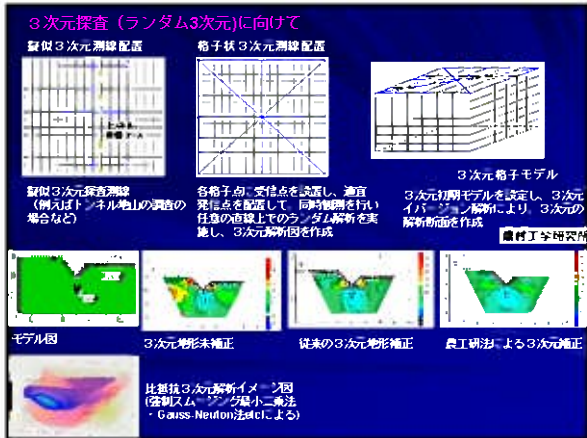 3次元探査(ランダム3次元)に向けて
擬似3次元測線配置
格子状3次元測線配置
擬似3次元探査測線
(例えばトンネル地山の調査の
場合など)
各格子点に受信点を設置し、適宜
発信点を配置して、同時観測を行い
任意の直線上でのランダム解析を実
施し、3次元解析図を作成
3次元格子モデル
3次元初期モデルを設定し、3次元
イバージョン解析により、3次元の
解析断面を作成
農村工学研究所
モデル図
3次元地形未補正
従来の3次元地形補正
農工研法による3次元補正
比抵抗3次元解析イメージ図
(強制スムージング最小二乗法
・Gauss-Neuton法etcによる)